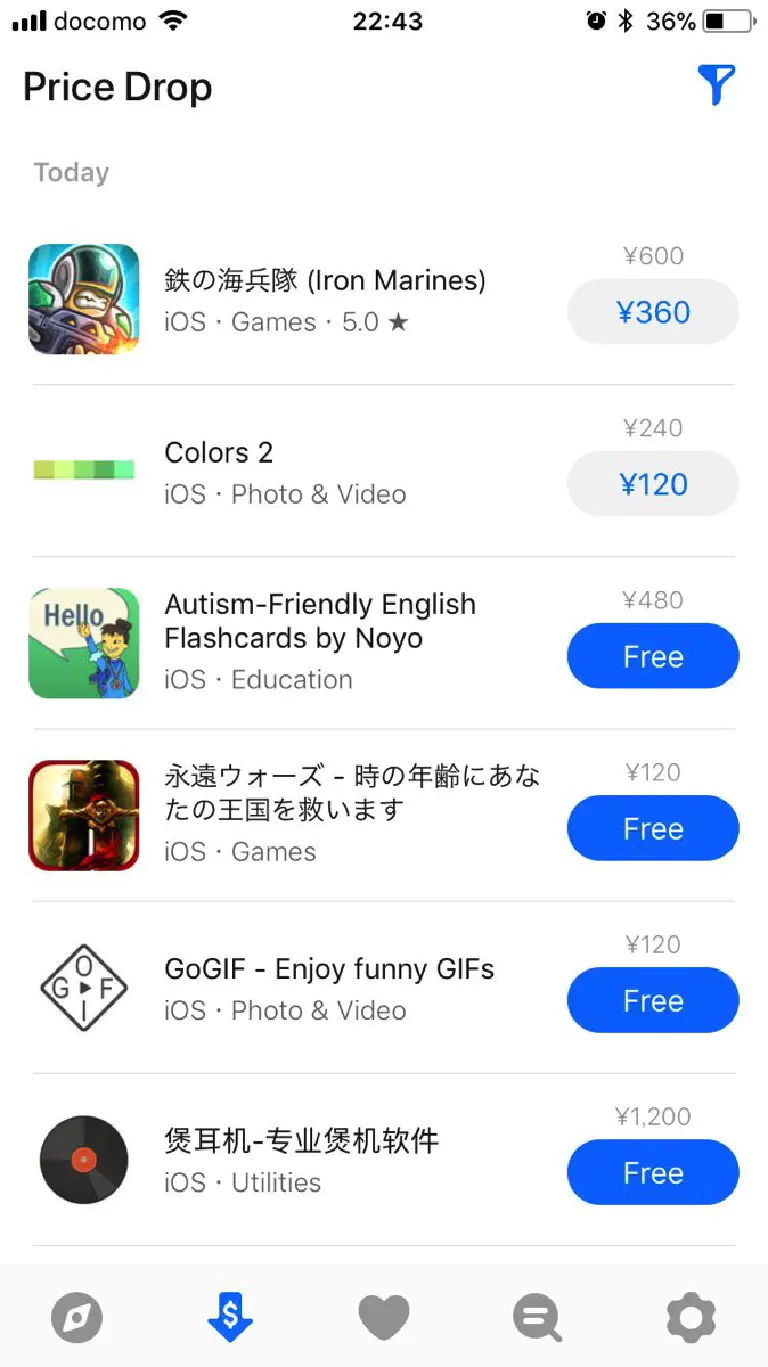 docomo 22:43 36%
Price Drop
Today
¥600
鉄の海兵隊 (Iron Marines)
¥360
iOS · Games · 5.0 ★
¥240
Colors 2
¥120
iOS · Photo & Video
¥480
Hello
Autism-Friendly English
Flashcards by Noyo
Free
iOS · Education
¥120
永遠ウォーズ - 時の年齢にあな
たの王国を救います
Free
iOS · Games
¥120
GOFI
GoGIF - Enjoy funny GIFs
Free
iOS · Photo & Video
¥1,200
煲耳机-专业煲机软件
Free
iOS · Utilities
$